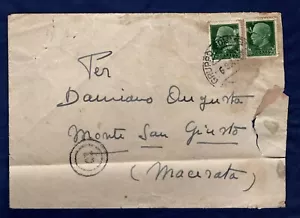 Per
Damiano Augusta
Monte San Giusto
(Macerata)